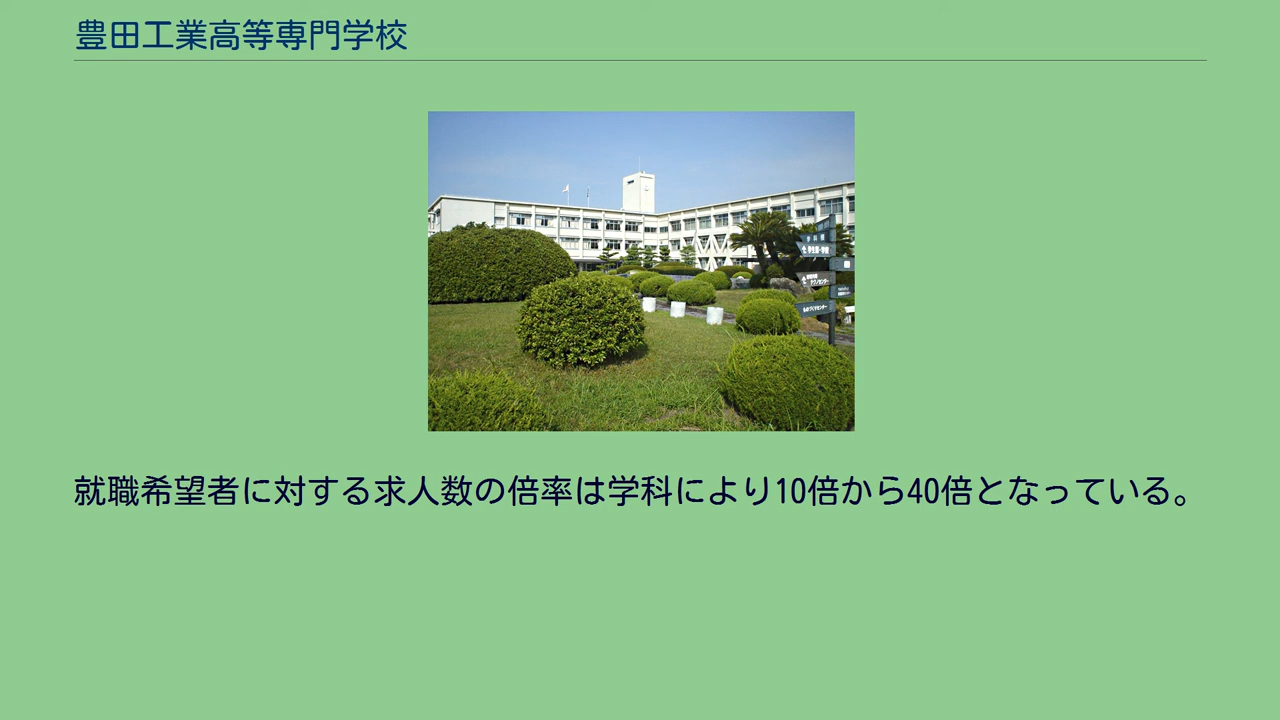 豊田工業高等専門学校
就職希望者に対する求人数の倍率は学科により10倍から40倍となっている。